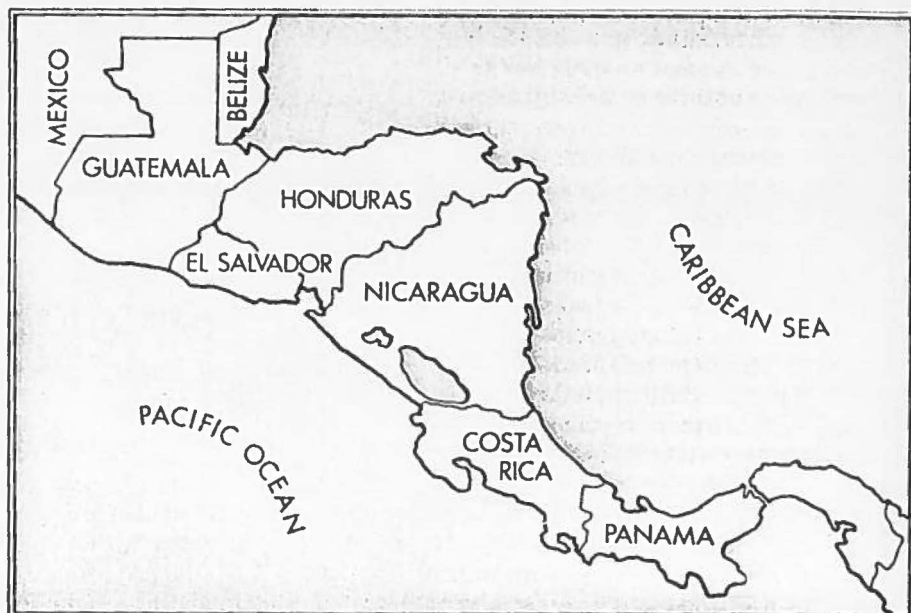 MEXICO
BELIZE
GUATEMALA
HONDURAS
EL SALVADOR
NICARAGUA
CARIBBEAN SEA
PACIFIC OCEAN
COSTA
RICA
PANAMA